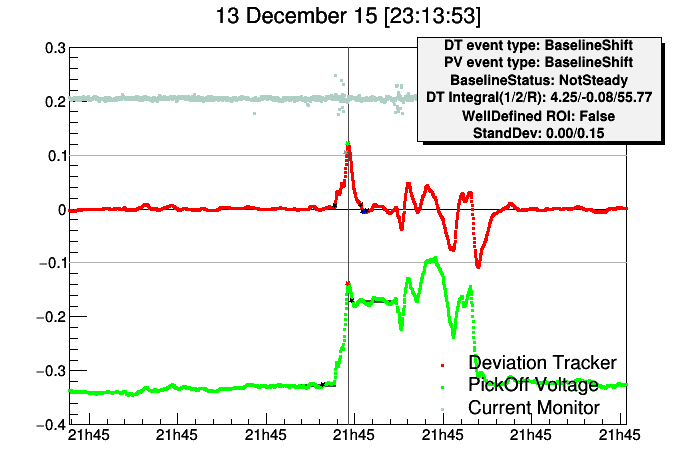 13 December 15 [23:13:53]
DT event type: BaselineShift
PV event type: BaselineShift
BaselineStatus: NotSteady
DT Integral(1/2/R): 4.25/-0.08/55.77
WellDefined ROI: False
StandDev: 0.00/0.15
0.3
0.2
0.1
0
−0.1
−0.2
−0.3
−0.4
Deviation Tracker
PickOff Voltage
Current Monitor
21h45 21h45 21h45 21h45 21h45 21h45 21h45